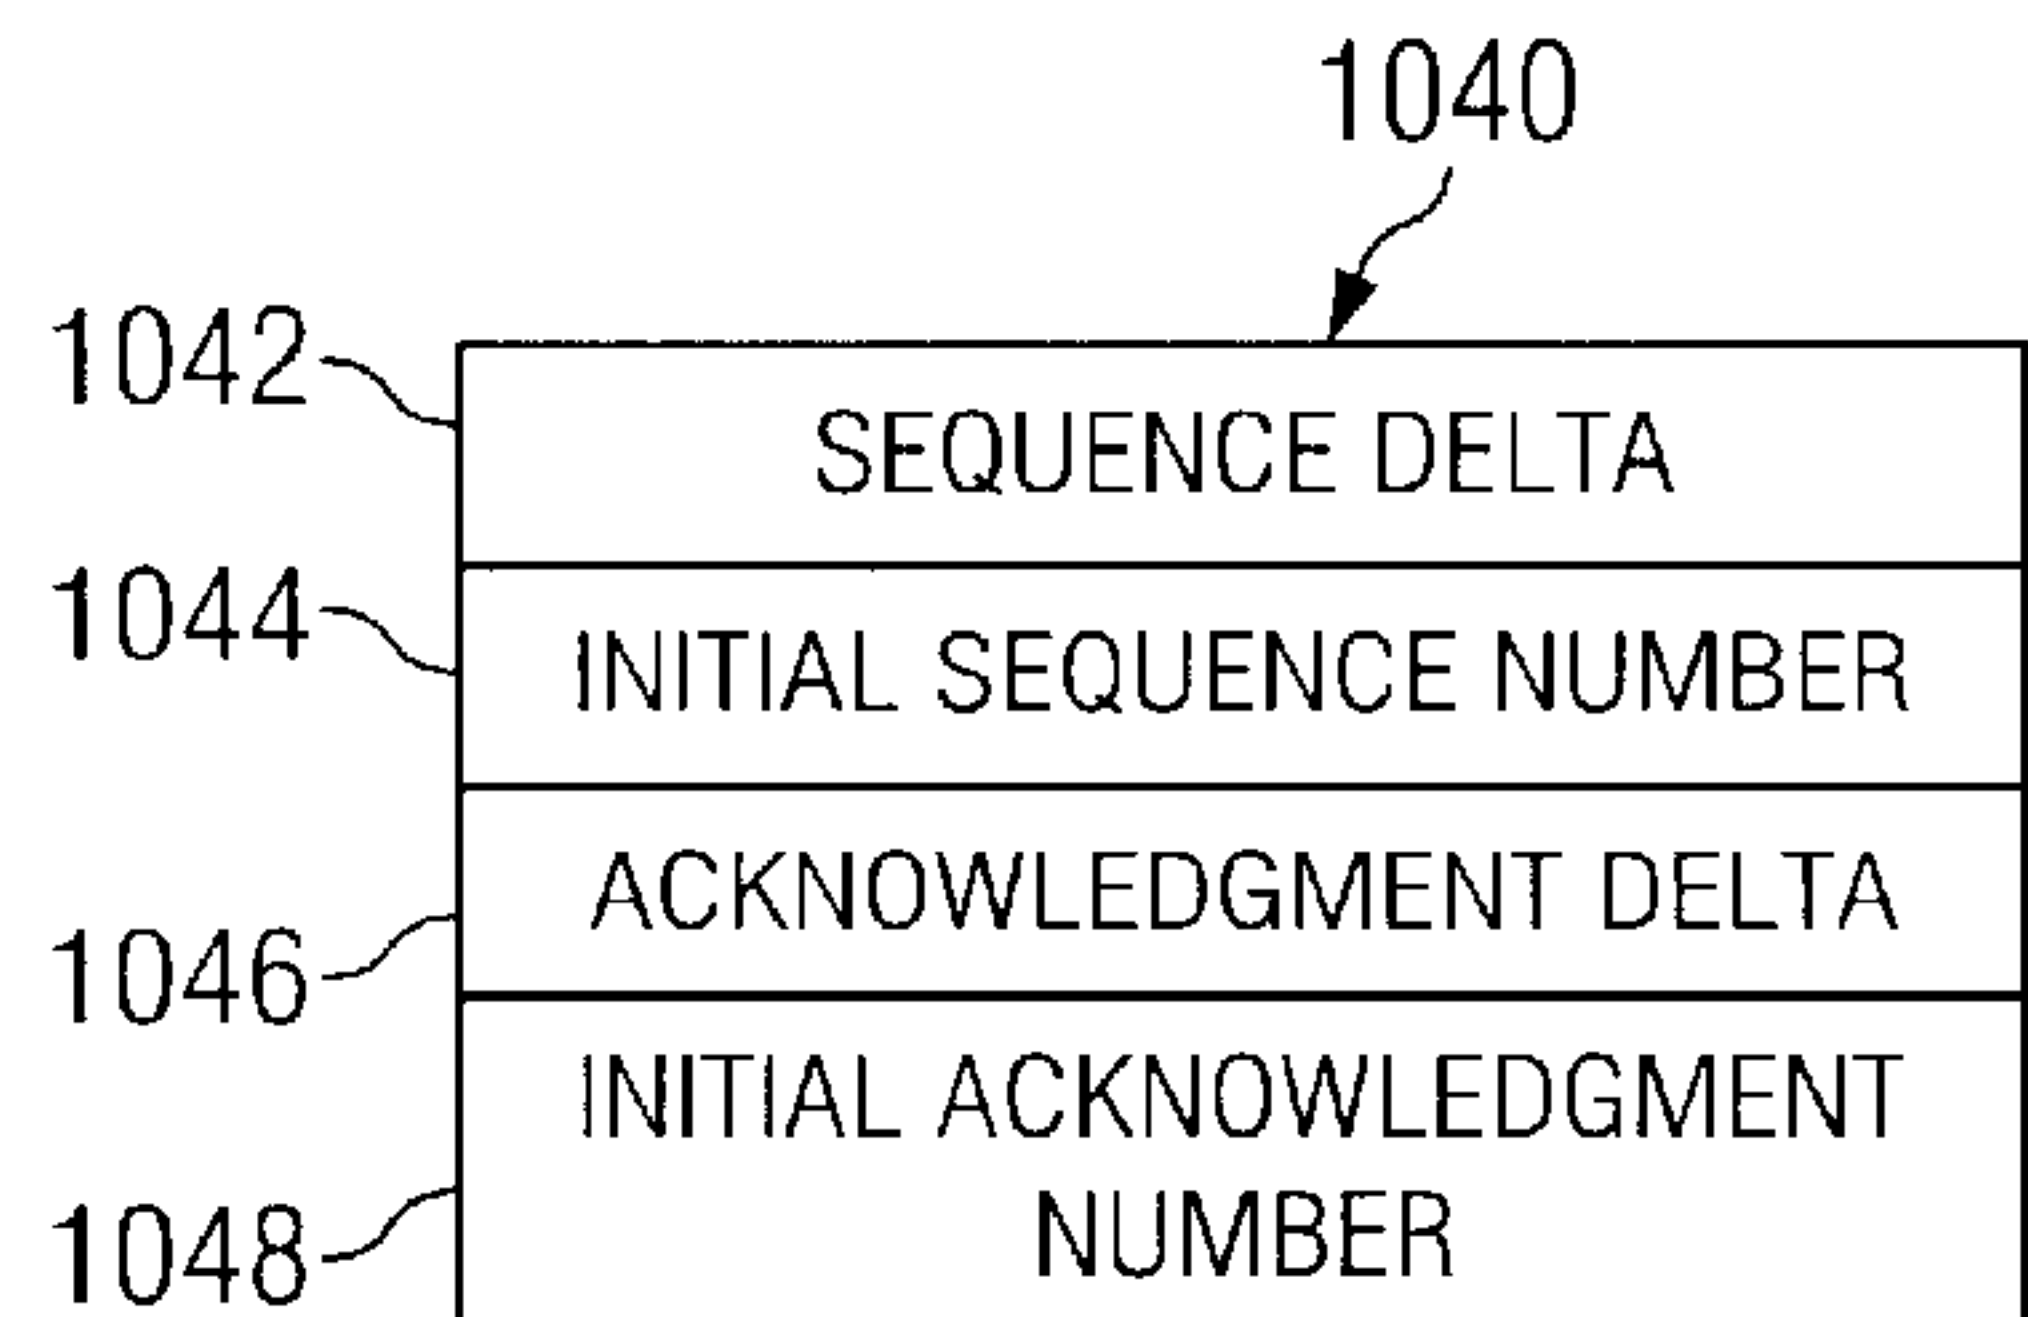 1040
1042
SEQUENCE DELTA
1044
INITIAL SEQUENCE NUMBER
ACKNOWLEDGMENT DELTA
1046
INITIAL ACKNOWLEDGMENT
NUMBER
1048